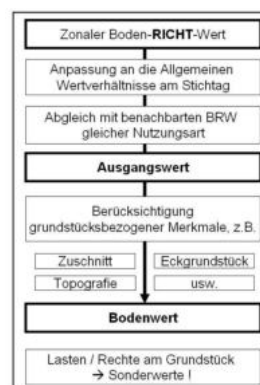 Zonaler Boden-RICHT-Wert
Anpassung an die Allgemeinen
Wertverhältnisse am Stichtag
Abgleich mit benachbarten BRW
gleicher Nutzungsart
Ausgangswert
Berücksichtigung
grundstücksbezogener Merkmale, z.B.
Zuschnitt
Eckgrundstück
Topografie
usw.
Bodenwert
Lasten / Rechte am Grundstück
→ Sonderwerte !